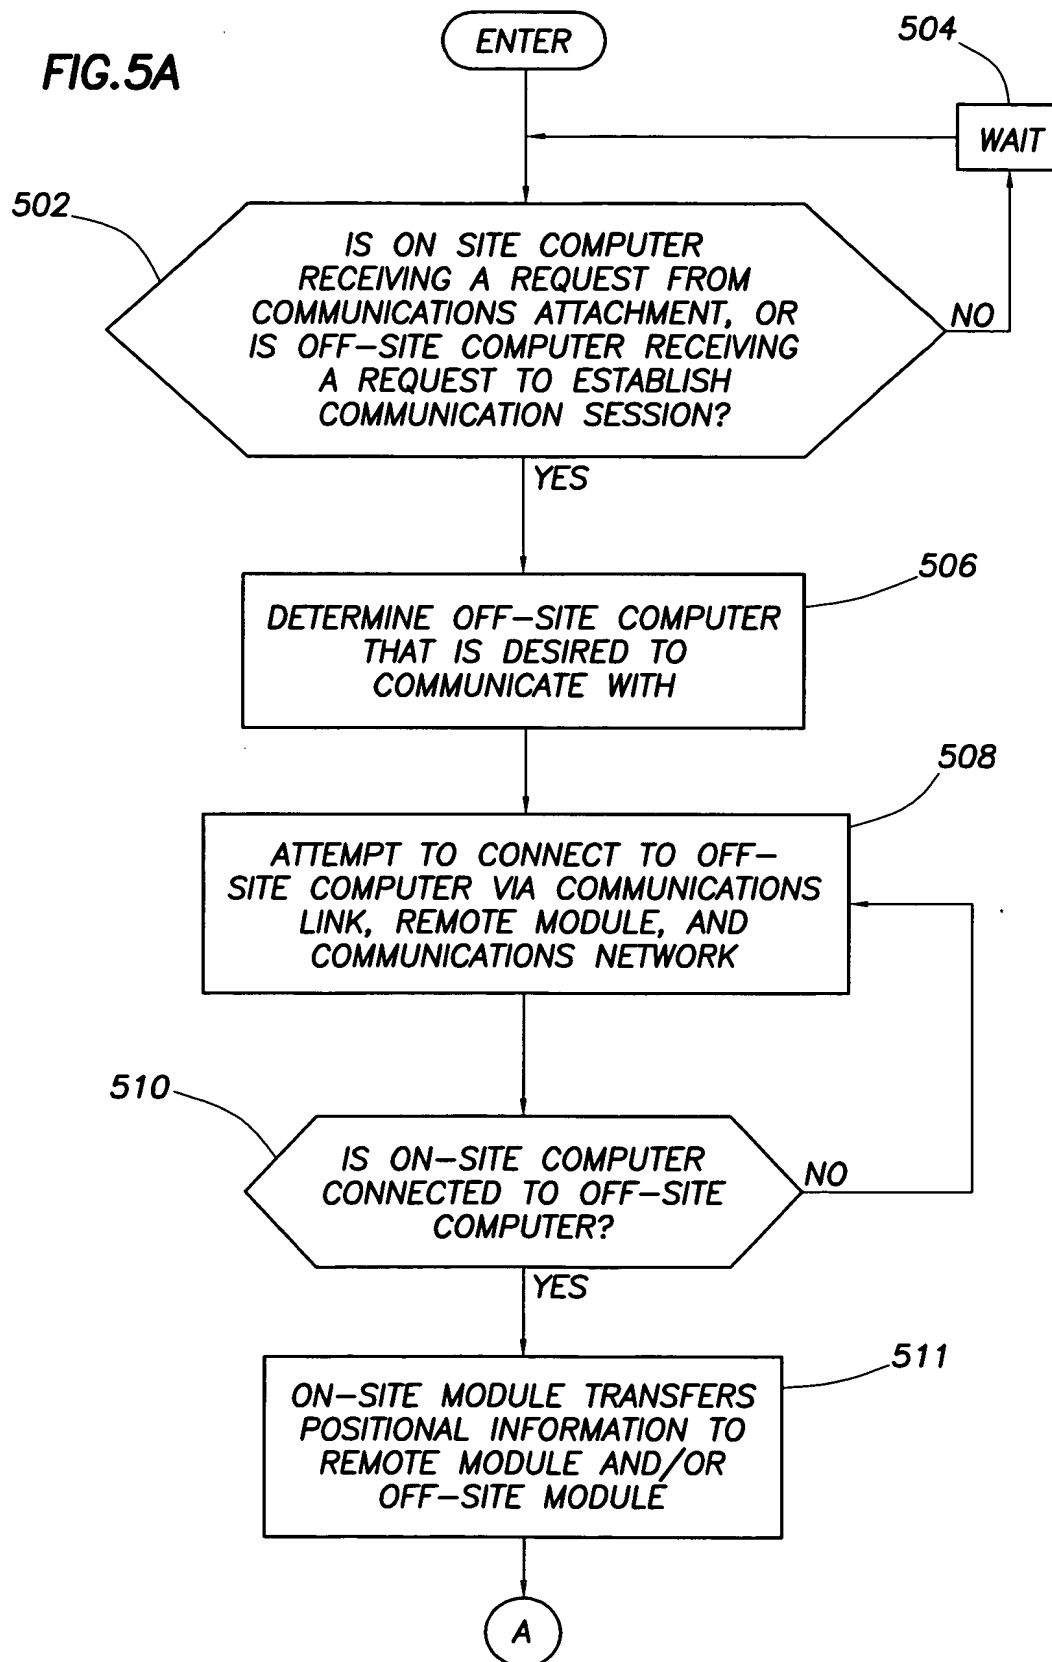 FIG.5A
ENTER
504
WAIT
502
IS ON SITE COMPUTER
RECEIVING A REQUEST FROM
COMMUNICATIONS ATTACHMENT, OR
IS OFF-SITE COMPUTER RECEIVING
A REQUEST TO ESTABLISH
COMMUNICATION SESSION?
NO
YES
506
DETERMINE OFF-SITE COMPUTER
THAT IS DESIRED TO
COMMUNICATE WITH
508
ATTEMPT TO CONNECT TO OFF-
SITE COMPUTER VIA COMMUNICATIONS
LINK, REMOTE MODULE, AND
COMMUNICATIONS NETWORK
510
IS ON-SITE COMPUTER
CONNECTED TO OFF-SITE
COMPUTER?
NO
YES
511
ON-SITE MODULE TRANSFERS
POSITIONAL INFORMATION TO
REMOTE MODULE AND/OR
OFF-SITE MODULE
A